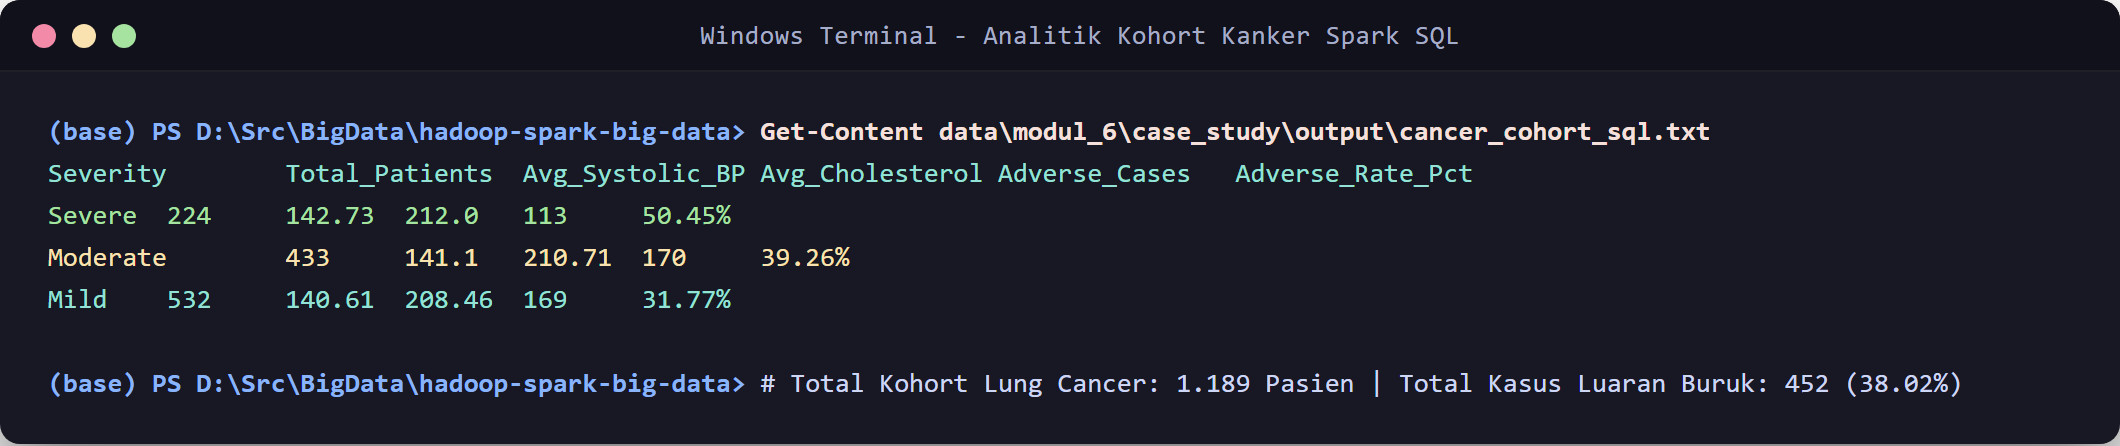 Windows Terminal - Analitik Kohort Kanker Spark SQL
(base) PS D:\Src\BigData\hadoop-spark-big-data> Get-Content data\modul_6\case_study\output\cancer_cohort_sql.txt
Severity Total_Patients Avg_Systolic_BP Avg_Cholesterol Adverse_Cases Adverse_Rate_Pct
Severe 224 142.73 212.0 113 50.45%
Moderate 433 141.1 210.71 170 39.26%
Mild 532 140.61 208.46 169 31.77%
(base) PS D:\Src\BigData\hadoop-spark-big-data> # Total Kohort Lung Cancer: 1.189 Pasien | Total Kasus Luaran Buruk: 452 (38.02%)